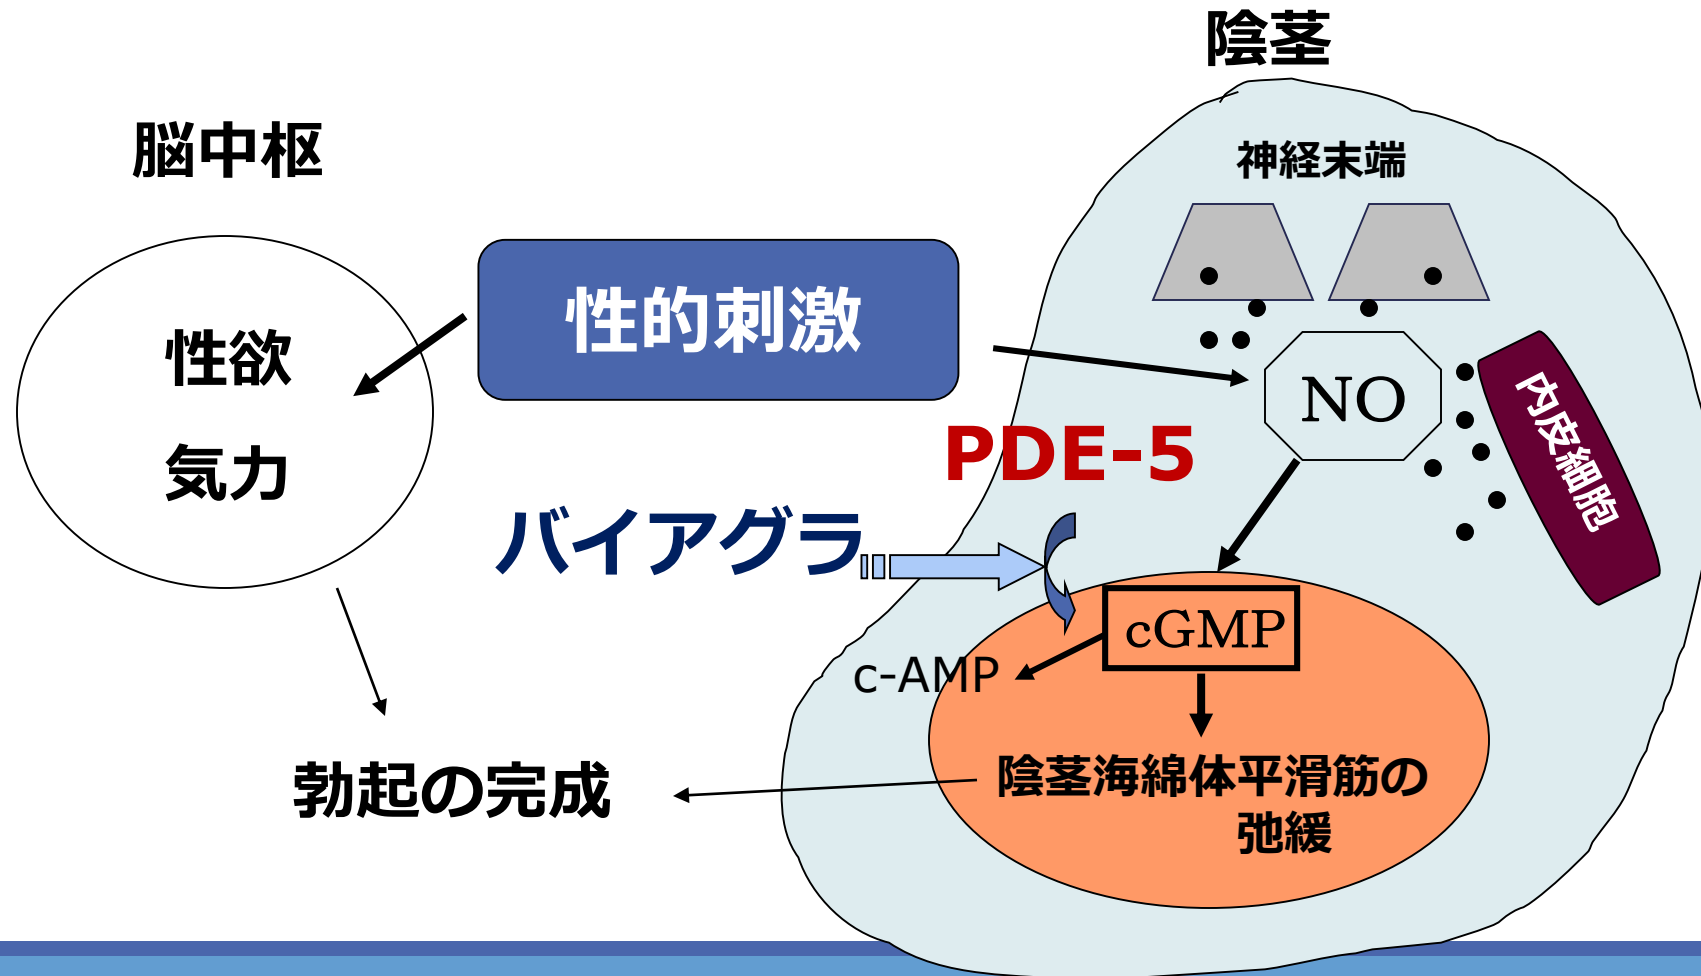 陰茎
脳中枢
神経末端
性的刺激
性欲
気力
NO
内皮細胞
PDE-5
バイアグラ
cGMP
c-AMP
陰茎海綿体平滑筋の
弛緩
勃起の完成